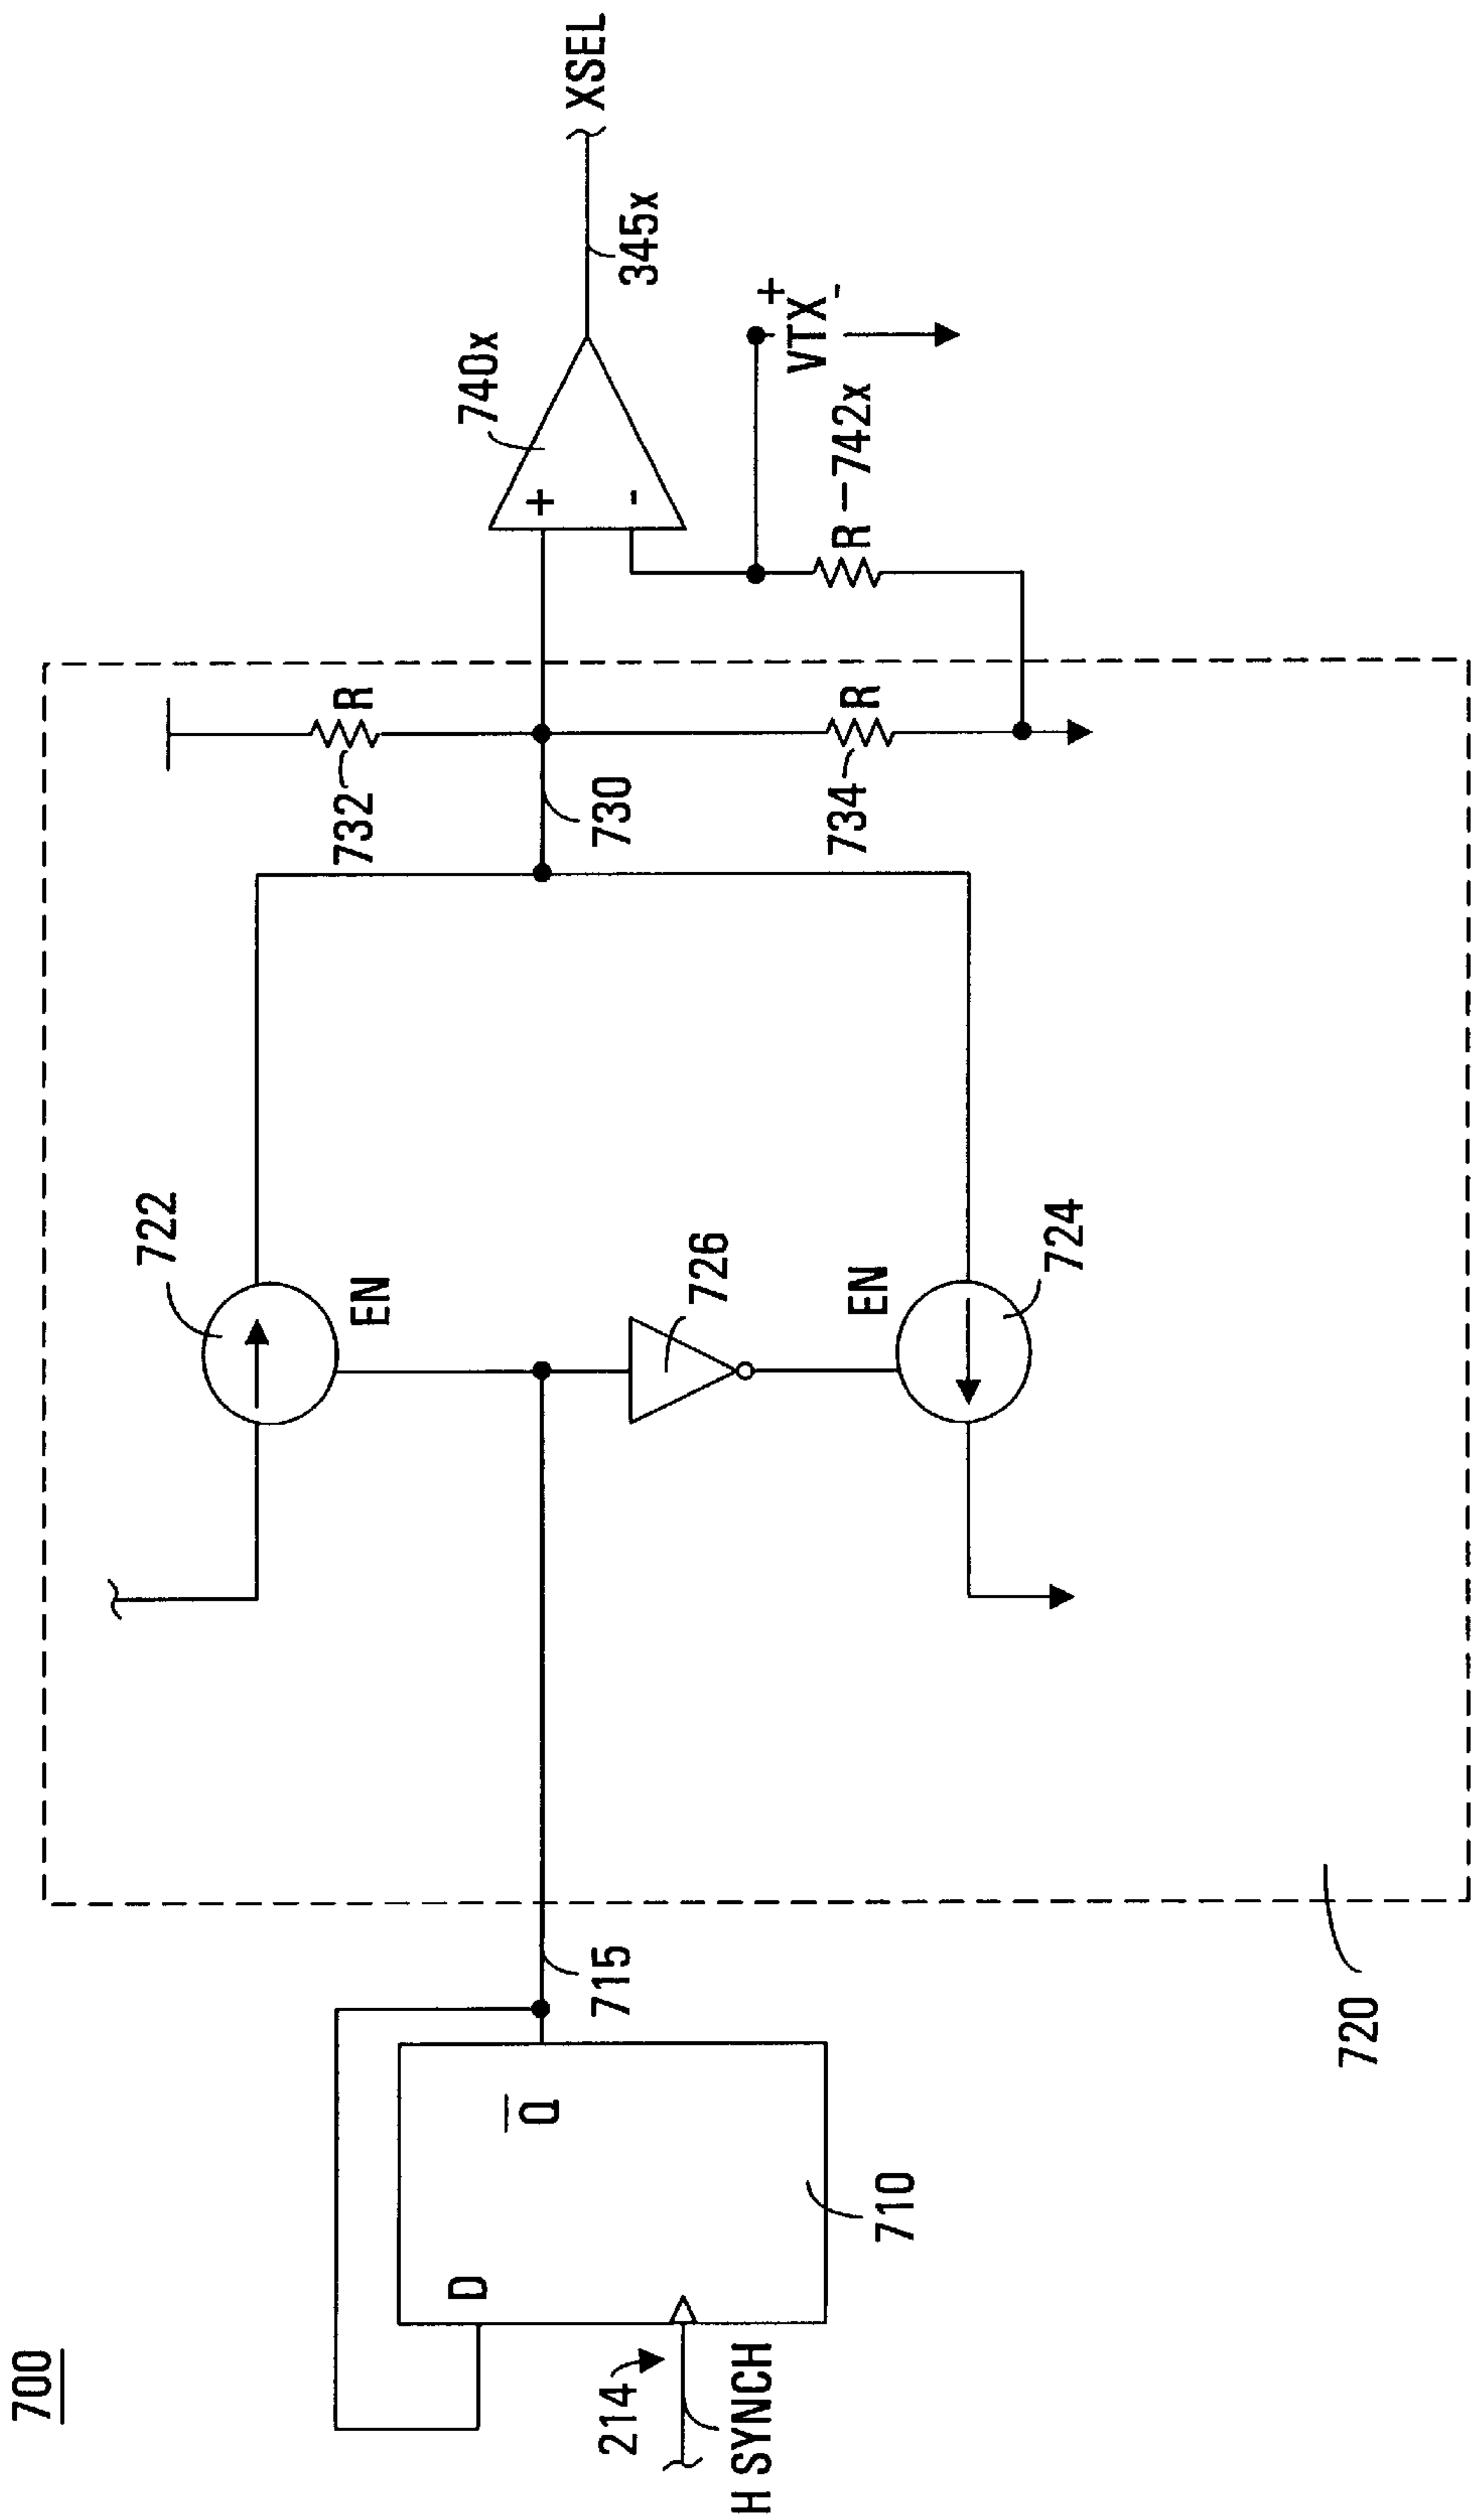 700
722
EN
732
R
XSEL
345x
740x
+
-
VTX
+
-
R-742x
730
734
R
726
EN
724
715
D
Q̅
710
214
H SYNCH
720